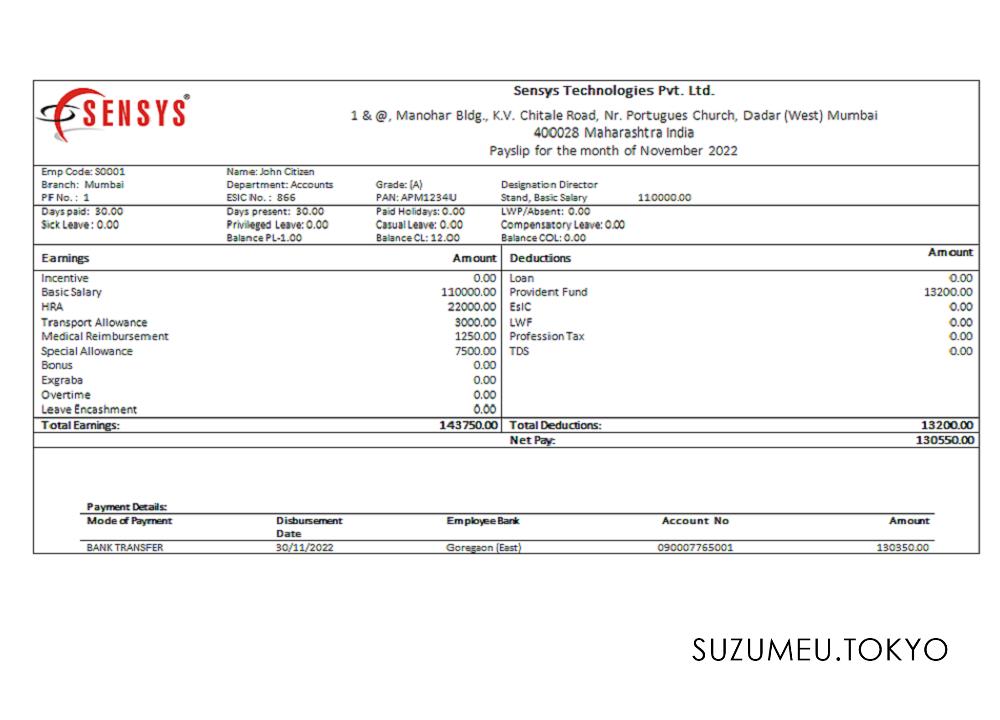 SENSYS®
Sensys Technologies Pvt. Ltd.
1 & @, Manohar Bldg., K.V. Chitale Road, Nr. Portugues Church, Dadar (West) Mumbai
400028 Maharashtra India
Payslip for the month of November 2022
Emp Code: S0001 Name: John Citizen
Branch: Mumbai Department: Accounts Grade: (A) Designation Director
PF No. : 1 ESIC No. : 866 PAN: APM1234U Stand, Basic Salary 110000.00
Days paid: 30.00 Days present: 30.00 Paid Holidays: 0.00 LWP/Absent: 0.00
Sick Leave : 0.00 Privileged Leave: 0.00 Casual Leave: 0.00 Compensatory Leave: 0.00
Balance PL-1.00 Balance CL: 12.00 Balance COL: 0.00
Earnings Amount Deductions Amount
Incentive 0.00 Loan 0.00
Basic Salary 110000.00 Provident Fund 13200.00
HRA 22000.00 EsIC 0.00
Transport Allowance 3000.00 LWF 0.00
Medical Reimbursement 1250.00 Profession Tax 0.00
Special Allowance 7500.00 TDS 0.00
Bonus 0.00
Exgraba 0.00
Overtime 0.00
Leave Encashment 0.00
Total Earnings: 143750.00 Total Deductions: 13200.00
Net Pay: 130550.00
Payment Details:
Mode of Payment Disbursement Employee Bank Account No Amount
Date
BANK TRANSFER 30/11/2022 Goregaon (East) 090007765001 130350.00
SUZUMEU.TOKYO